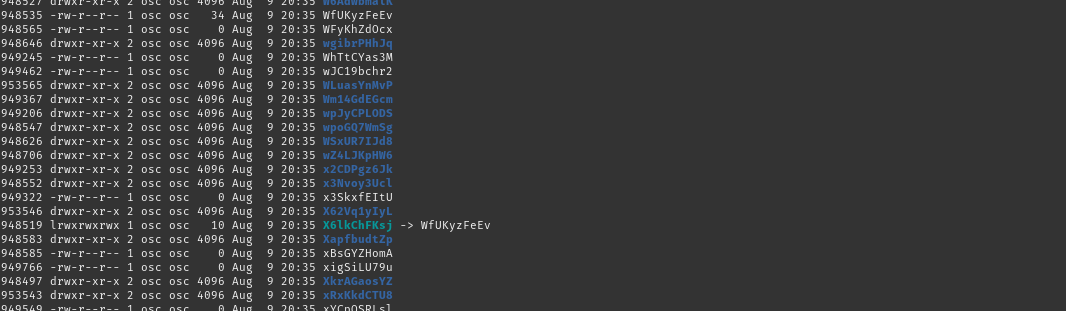 948527 drwxr-xr-x 2 osc osc 4096 Aug  9 20:35 W6AdwbmalK
948535 -rw-r--r-- 1 osc osc   34 Aug  9 20:35 WfUKyzFeEv
948565 -rw-r--r-- 1 osc osc    0 Aug  9 20:35 WFyKhZdOcx
948646 drwxr-xr-x 2 osc osc 4096 Aug  9 20:35 wgibrPHhJq
949245 -rw-r--r-- 1 osc osc    0 Aug  9 20:35 WhTtCYas3M
949462 -rw-r--r-- 1 osc osc    0 Aug  9 20:35 wJC19bchr2
953565 drwxr-xr-x 2 osc osc 4096 Aug  9 20:35 WLuasYnMvP
949367 drwxr-xr-x 2 osc osc 4096 Aug  9 20:35 Wm14GdEGcm
949206 drwxr-xr-x 2 osc osc 4096 Aug  9 20:35 wpJyCPLODS
948547 drwxr-xr-x 2 osc osc 4096 Aug  9 20:35 wpoGQ7WmSg
948626 drwxr-xr-x 2 osc osc 4096 Aug  9 20:35 WSxUR7IJd8
948706 drwxr-xr-x 2 osc osc 4096 Aug  9 20:35 wZ4LJKpHW6
949253 drwxr-xr-x 2 osc osc 4096 Aug  9 20:35 x2CDPgz6Jk
948552 drwxr-xr-x 2 osc osc 4096 Aug  9 20:35 x3Nvoy3Ucl
949322 -rw-r--r-- 1 osc osc    0 Aug  9 20:35 x3SkxfEItU
953546 drwxr-xr-x 2 osc osc 4096 Aug  9 20:35 X62Vq1yIyL
948519 lrwxrwxrwx 1 osc osc   10 Aug  9 20:35 X6lkChFKsj -> WfUKyzFeEv
948583 drwxr-xr-x 2 osc osc 4096 Aug  9 20:35 XapfbudtZp
948585 -rw-r--r-- 1 osc osc    0 Aug  9 20:35 xBsGYZHomA
949766 -rw-r--r-- 1 osc osc    0 Aug  9 20:35 xigSiLU79u
948497 drwxr-xr-x 2 osc osc 4096 Aug  9 20:35 XkrAGaosYZ
953543 drwxr-xr-x 2 osc osc 4096 Aug  9 20:35 xRxKkdCTU8
949549 -rw-r--r-- 1 osc osc    0 Aug  9 20:35